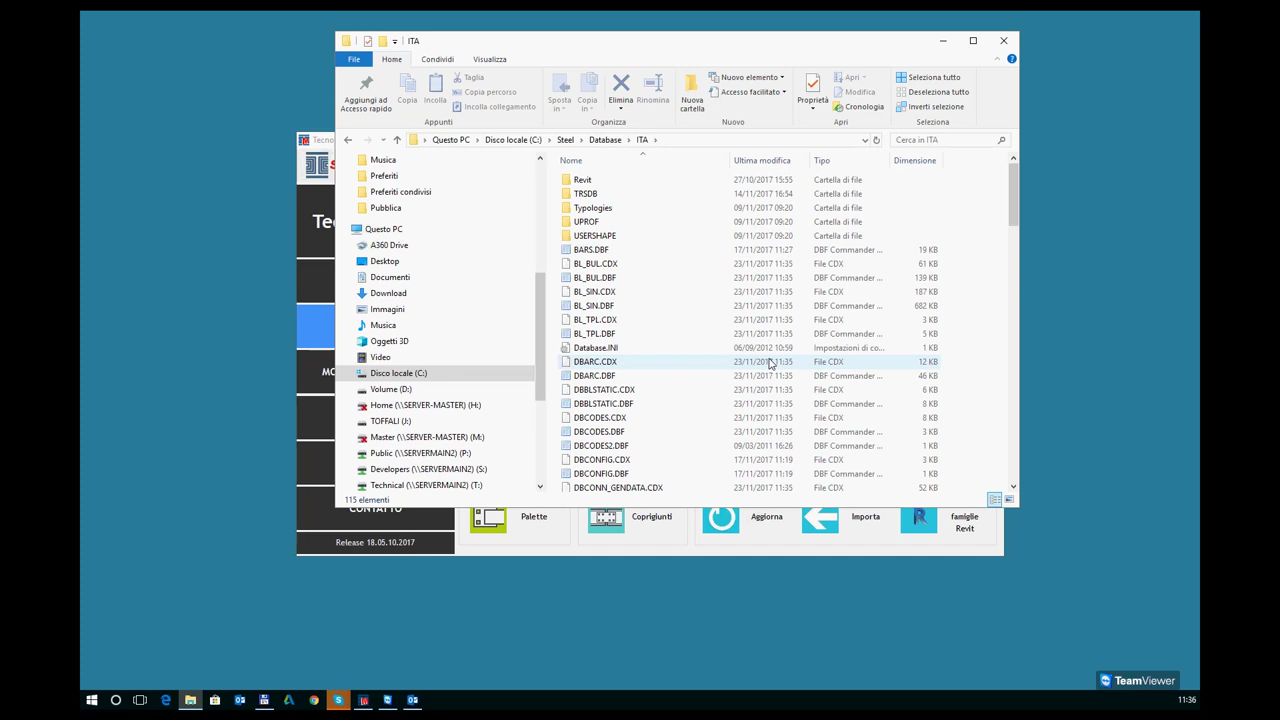 ITA
File Home Condividi Visualizza
Aggiungi ad Accesso rapido
Copia
Incolla
Taglia
Copia percorso
Incolla collegamento
Appunti
Sposta in
Copia in
Elimina
Rinomina
Organizza
Nuova cartella
Nuovo elemento
Accesso facilitato
Nuovo
Proprietà
Apri
Modifica
Cronologia
Apri
Seleziona tutto
Deseleziona tutto
Inverti selezione
Selezione
Questo PC Disco locale (C:) Steel Database ITA
Cerca in ITA
Tecno
Te
MO
CONTATTO
Release 18.05.10.2017
Musica
Preferiti
Preferiti condivisi
Pubblica
Questo PC
A360 Drive
Desktop
Documenti
Download
Immagini
Musica
Oggetti 3D
Video
Disco locale (C:)
Volume (D:)
Home (\\SERVER-MASTER) (H:)
TOFFALI (J:)
Master (\\SERVER-MASTER) (M:)
Public (\\SERVERMAIN2) (P:)
Developers (\\SERVERMAIN2) (S:)
Technical (\\SERVERMAIN2) (T:)
Nome Ultima modifica Tipo Dimensione
Revit 27/10/2017 15:55 Cartella di file
TRSDB 14/11/2017 16:54 Cartella di file
Typologies 09/11/2017 09:20 Cartella di file
UPROF 09/11/2017 09:20 Cartella di file
USERSHAPE 09/11/2017 09:20 Cartella di file
BARS.DBF 17/11/2017 11:27 DBF Commander ... 19 KB
BL_BUL.CDX 23/11/2017 11:35 File CDX 61 KB
BL_BUL.DBF 23/11/2017 11:35 DBF Commander ... 139 KB
BL_SIN.CDX 23/11/2017 11:35 File CDX 187 KB
BL_SIN.DBF 23/11/2017 11:35 DBF Commander ... 682 KB
BL_TPL.CDX 23/11/2017 11:35 File CDX 3 KB
BL_TPL.DBF 23/11/2017 11:35 DBF Commander ... 5 KB
Database.INI 06/09/2012 10:59 Impostazioni di co... 1 KB
DBARC.CDX 23/11/2017 11:35 File CDX 12 KB
DBARC.DBF 23/11/2017 11:35 DBF Commander ... 46 KB
DBBLSTATIC.CDX 23/11/2017 11:35 File CDX 4 KB
DBBLSTATIC.DBF 23/11/2017 11:35 DBF Commander ... 8 KB
DBCODES.CDX 23/11/2017 11:35 File CDX 8 KB
DBCODES.DBF 23/11/2017 11:35 DBF Commander ... 3 KB
DBCODES2.DBF 09/03/2011 16:26 DBF Commander ... 9 KB
DBCONFIG.CDX 17/11/2017 11:19 File CDX 3 KB
DBCONFIG.DBF 17/11/2017 11:19 DBF Commander ... 1 KB
DBCONN_GENDATA.CDX 23/11/2017 11:35 File CDX 52 KB
115 elementi
Palette
Coprigiunti
Aggiorna
Importa
famiglie Revit
TeamViewer
11:36